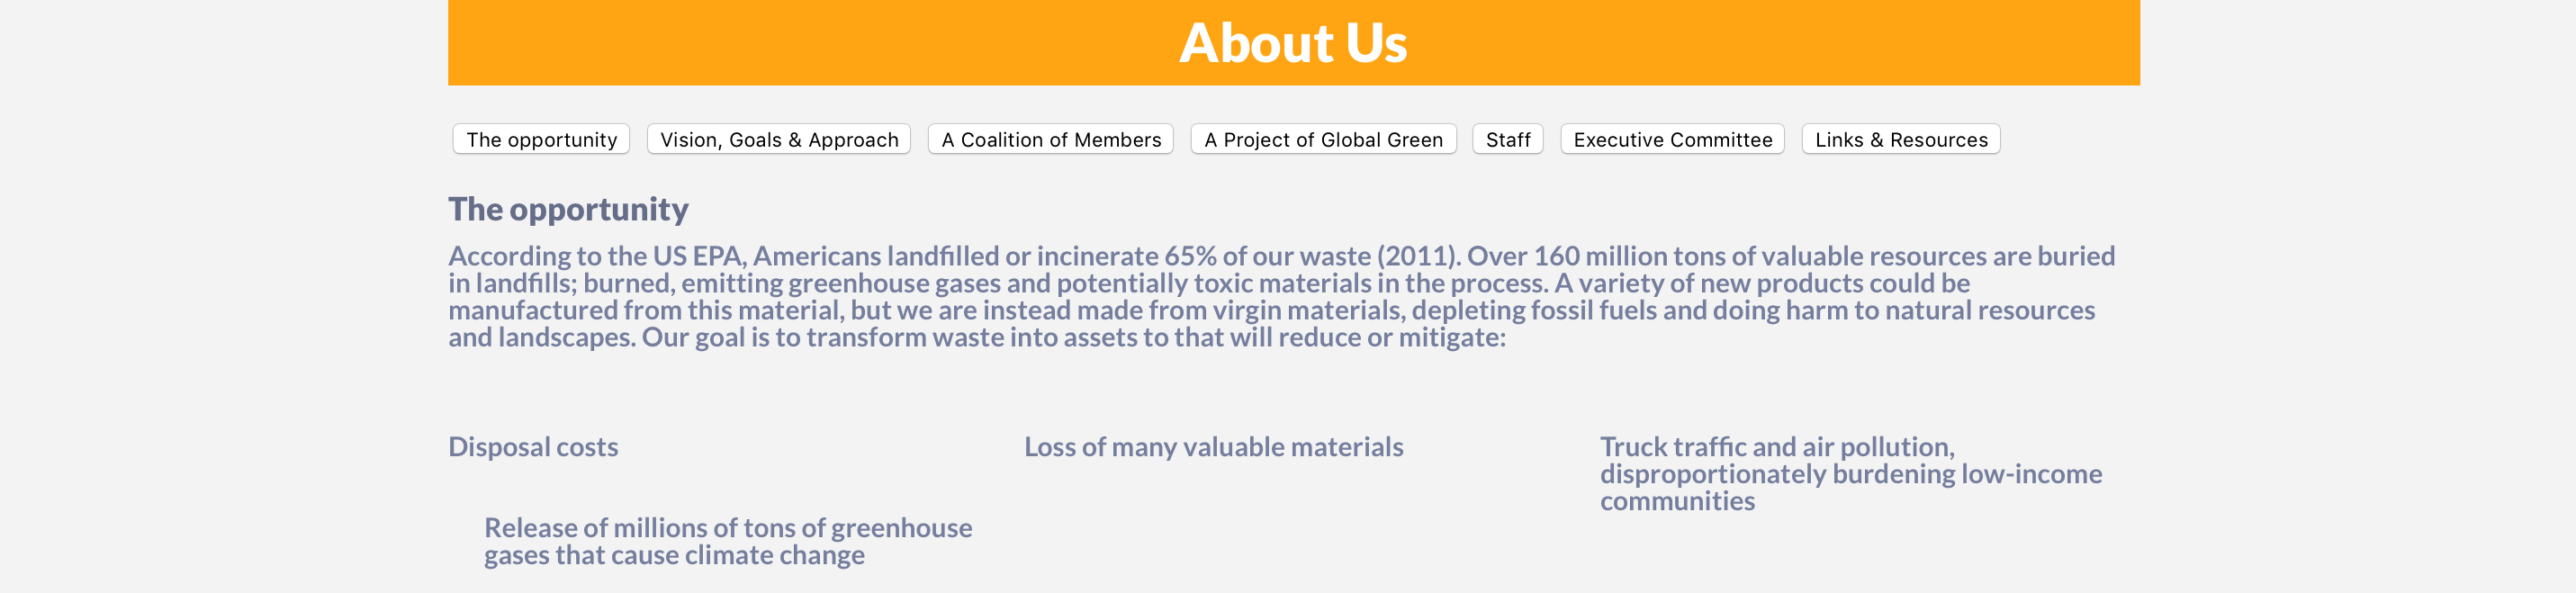 About Us
The opportunity
Vision, Goals & Approach
A Coalition of Members
A Project of Global Green
Staff
Executive Committee
Links & Resources
The opportunity
According to the US EPA, Americans landfilled or incinerate 65% of our waste (2011). Over 160 million tons of valuable resources are buried
in landfills; burned, emitting greenhouse gases and potentially toxic materials in the process. A variety of new products could be
manufactured from this material, but we are instead made from virgin materials, depleting fossil fuels and doing harm to natural resources
and landscapes. Our goal is to transform waste into assets to that will reduce or mitigate:
Disposal costs
Loss of many valuable materials
Truck traffic and air pollution,
disproportionately burdening low-income
communities
Release of millions of tons of greenhouse
gases that cause climate change